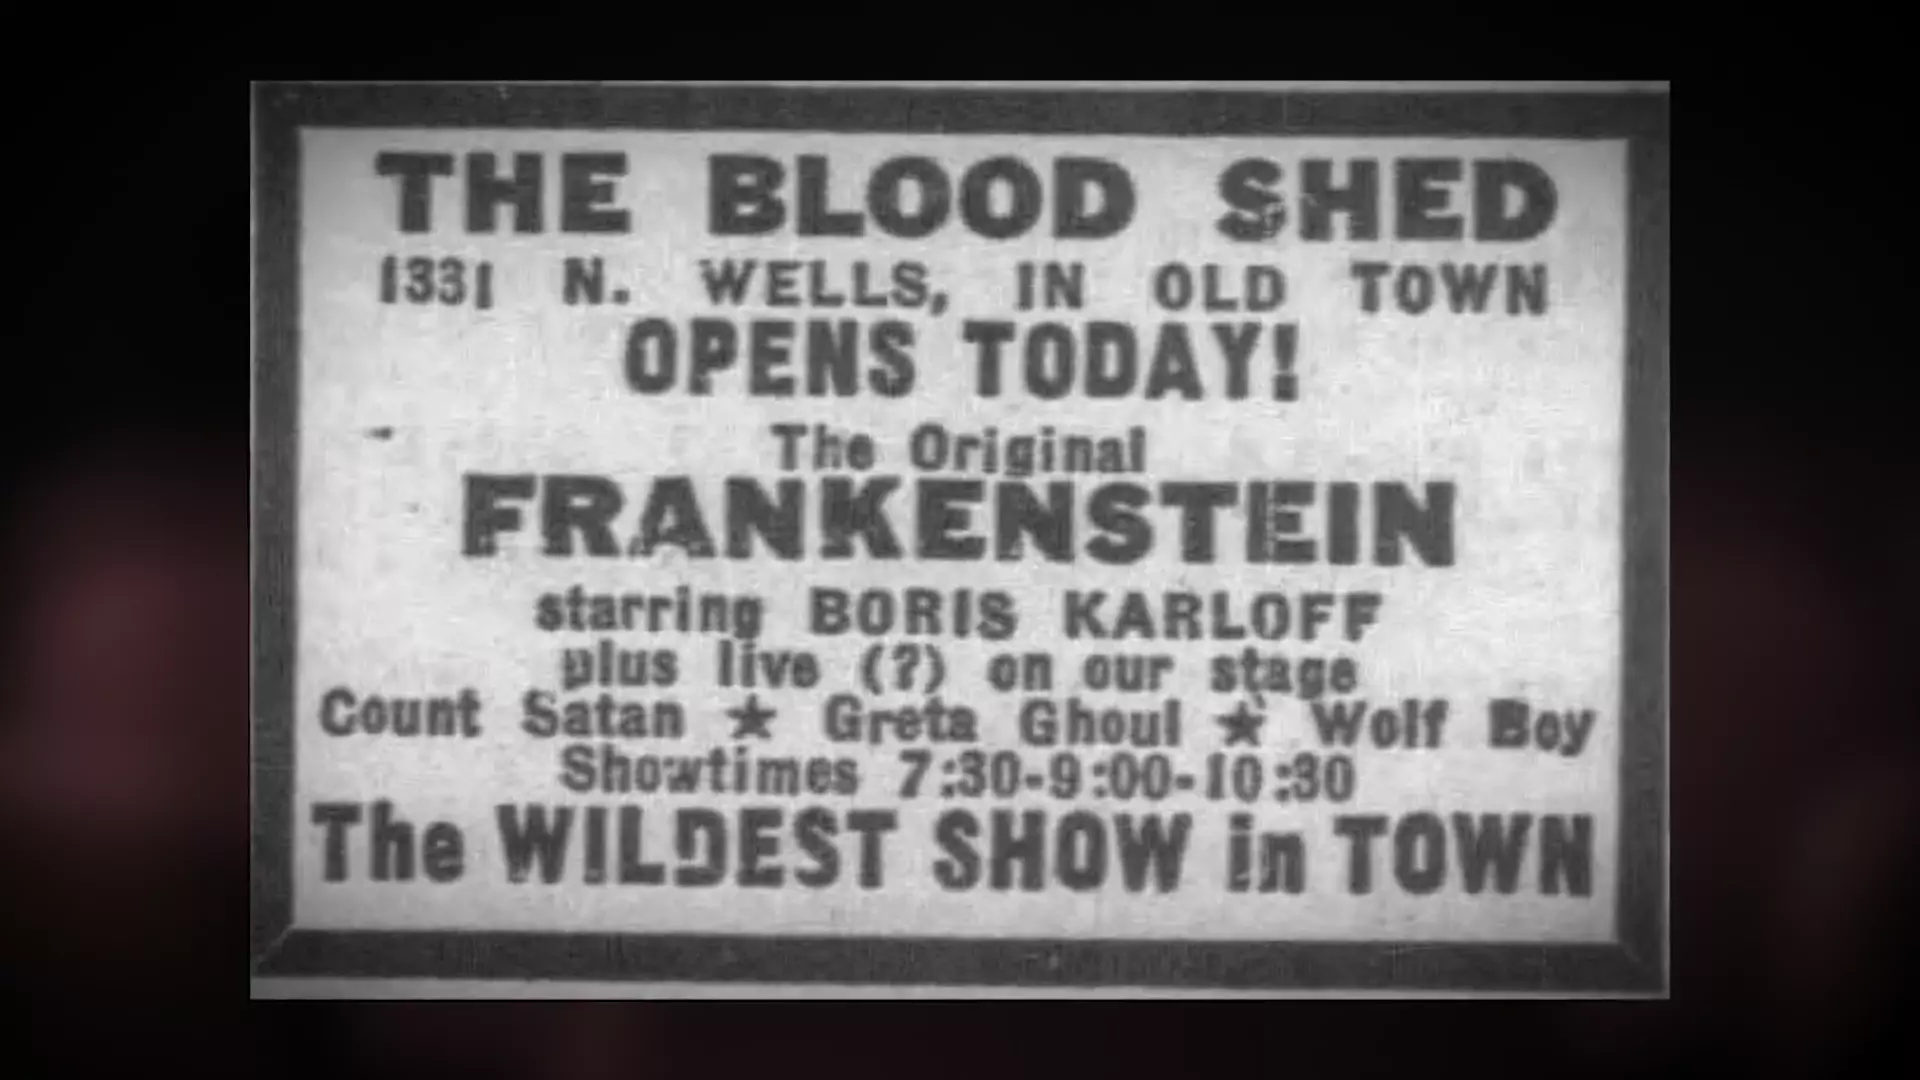 THE BLOOD SHED
1331 N. WELLS, IN OLD TOWN
OPENS TODAY!
The Original
FRANKENSTEIN
starring BORIS KARLOFF
plus live (?) on our stage
Count Satan ★ Greta Ghoul ★ Wolf Boy
Showtimes 7:30-9:00-10:30
The WILDEST SHOW in TOWN